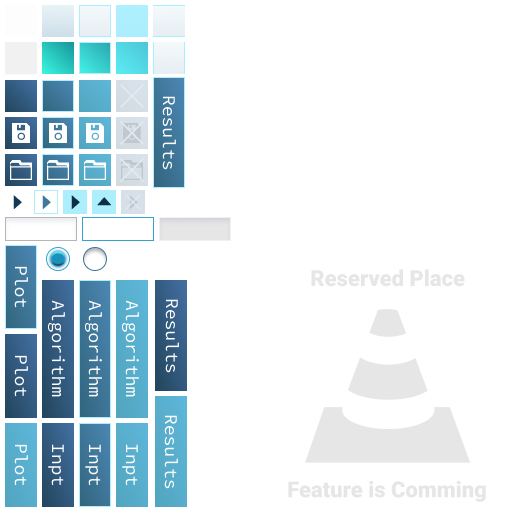 Results
Plot
Algorithm
Algorithm
Algorithm
Results
Plot
Plot
Inpt
Inpt
Inpt
Results
Reserved Place
Feature is Comming